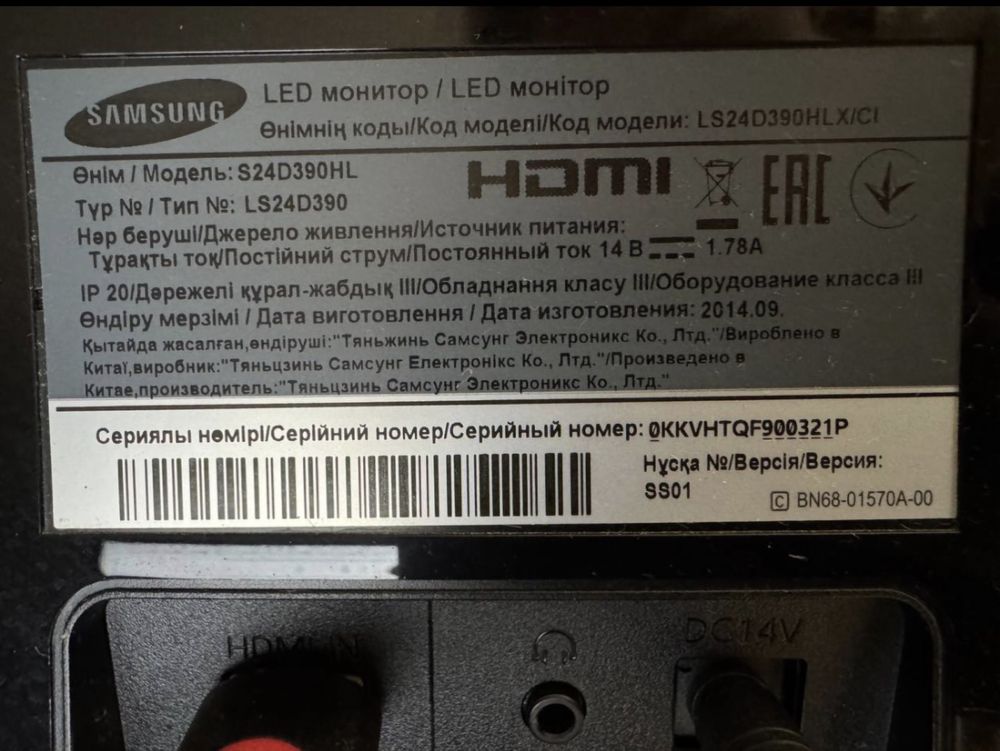 SAMSUNG
LED монитор / LED монітор
Өнімнің коды/Код моделі/Код модели: LS24D390HLX/CI
Өнім / Модель: S24D390HL
HDMI
EAC
Түр № / Тип №: LS24D390
Нәр беруші/Джерело живлення/Источник питания:
Тұрақты ток/Постійний струм/Постоянный ток 14 В 1.78A
IP 20/Дәрежелі құрал-жабдық III/Обладнання класу III/Оборудование класса III
Өндіру мерзімі / Дата виготовлення / Дата изготовления: 2014.09.
Қытайда жасалған,өндіруші:"Тяньжинь Самсунг Электроникс Ко., Лтд."/Вироблено в
Китаї,виробник:"Тяньцзинь Самсунг Електронікс Ко., Лтд."/Произведено в
Китае,производитель:"Тяньцзинь Самсунг Электроникс Ко., Лтд."
Сериялы нөмірі/Серійний номер/Серийный номер: 0KKVHTQF900321P
Нұсқа №/Версія/Версия:
SS01
C BN68-01570A-00
HDMI IN
DC14V